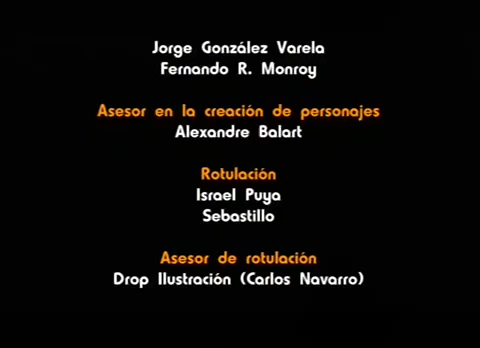 Jorge González Varela
Fernando R. Monroy
Asesor en la creación de personajes
Alexandre Balart
Rotulación
Israel Puya
Sebastillo
Asesor de rotulación
Drop Ilustración (Carlos Navarro)